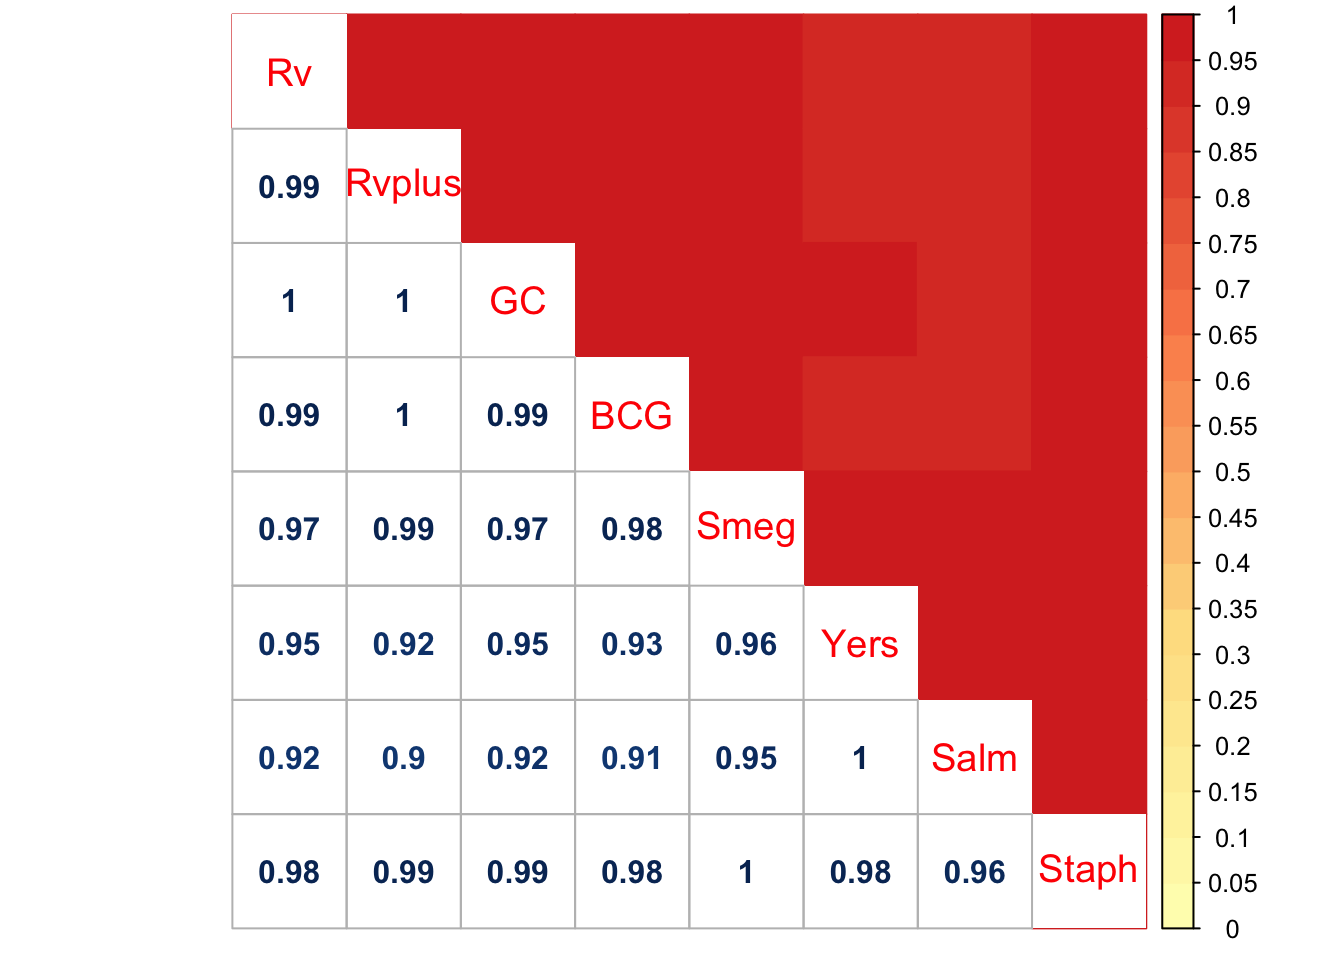 Rv
0.99 Rvplus
1 1 GC
0.99 1 0.99 BCG
0.97 0.99 0.97 0.98 Smeg
0.95 0.92 0.95 0.93 0.96 Yers
0.92 0.9 0.92 0.91 0.95 1 Salm
0.98 0.99 0.99 0.98 1 0.98 0.96 Staph
1
0.95
0.9
0.85
0.8
0.75
0.7
0.65
0.6
0.55
0.5
0.45
0.4
0.35
0.3
0.25
0.2
0.15
0.1
0.05
0